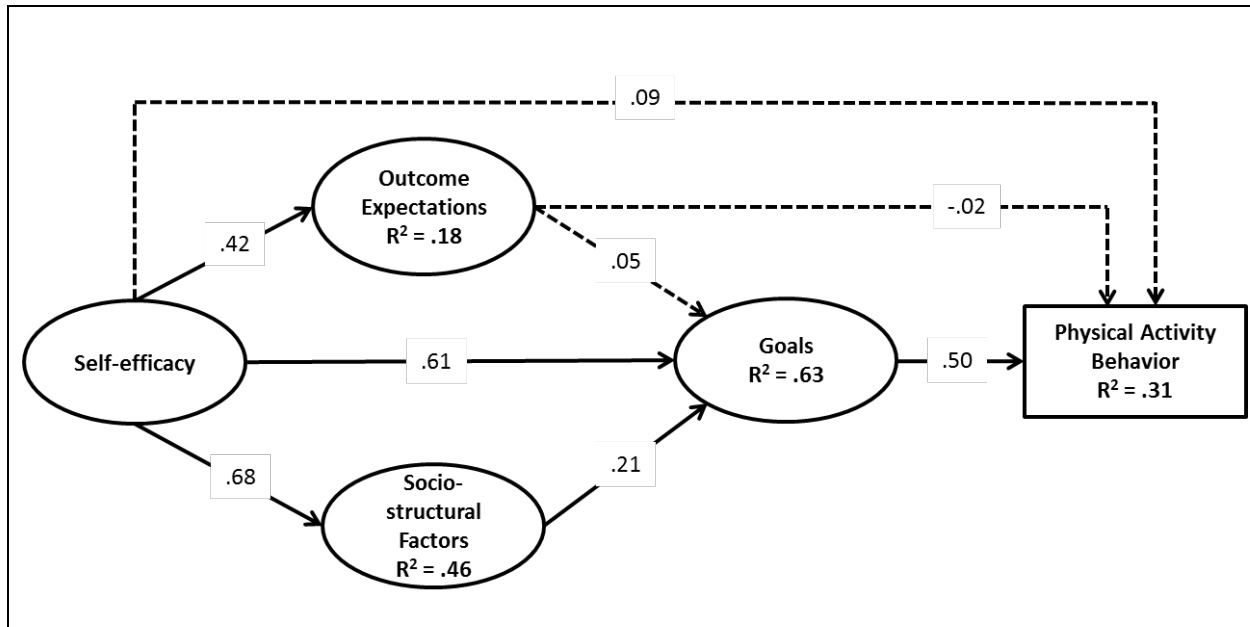 .09
Outcome
Expectations
R² = .18
-.02
.42
.05
Self-efficacy
.61
Goals
R² = .63
.50
Physical Activity
Behavior
R² = .31
.68
.21
Socio-
structural
Factors
R² = .46